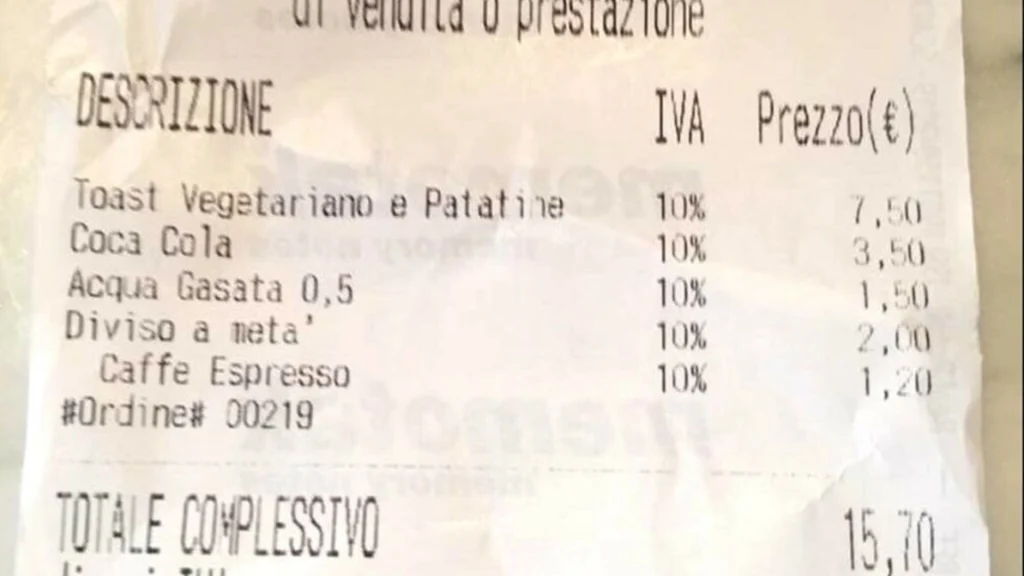 di vendita o prestazione
DESCRIZIONE IVA Prezzo(€)
Toast Vegetariano e Patatine 10% 7,50
Coca Cola 10% 3,50
Acqua Gasata 0,5 10% 1,50
Diviso a meta' 10% 2,00
Caffe Espresso 10% 1,20
#Ordine# 00219
TOTALE COMPLESSIVO 15,70